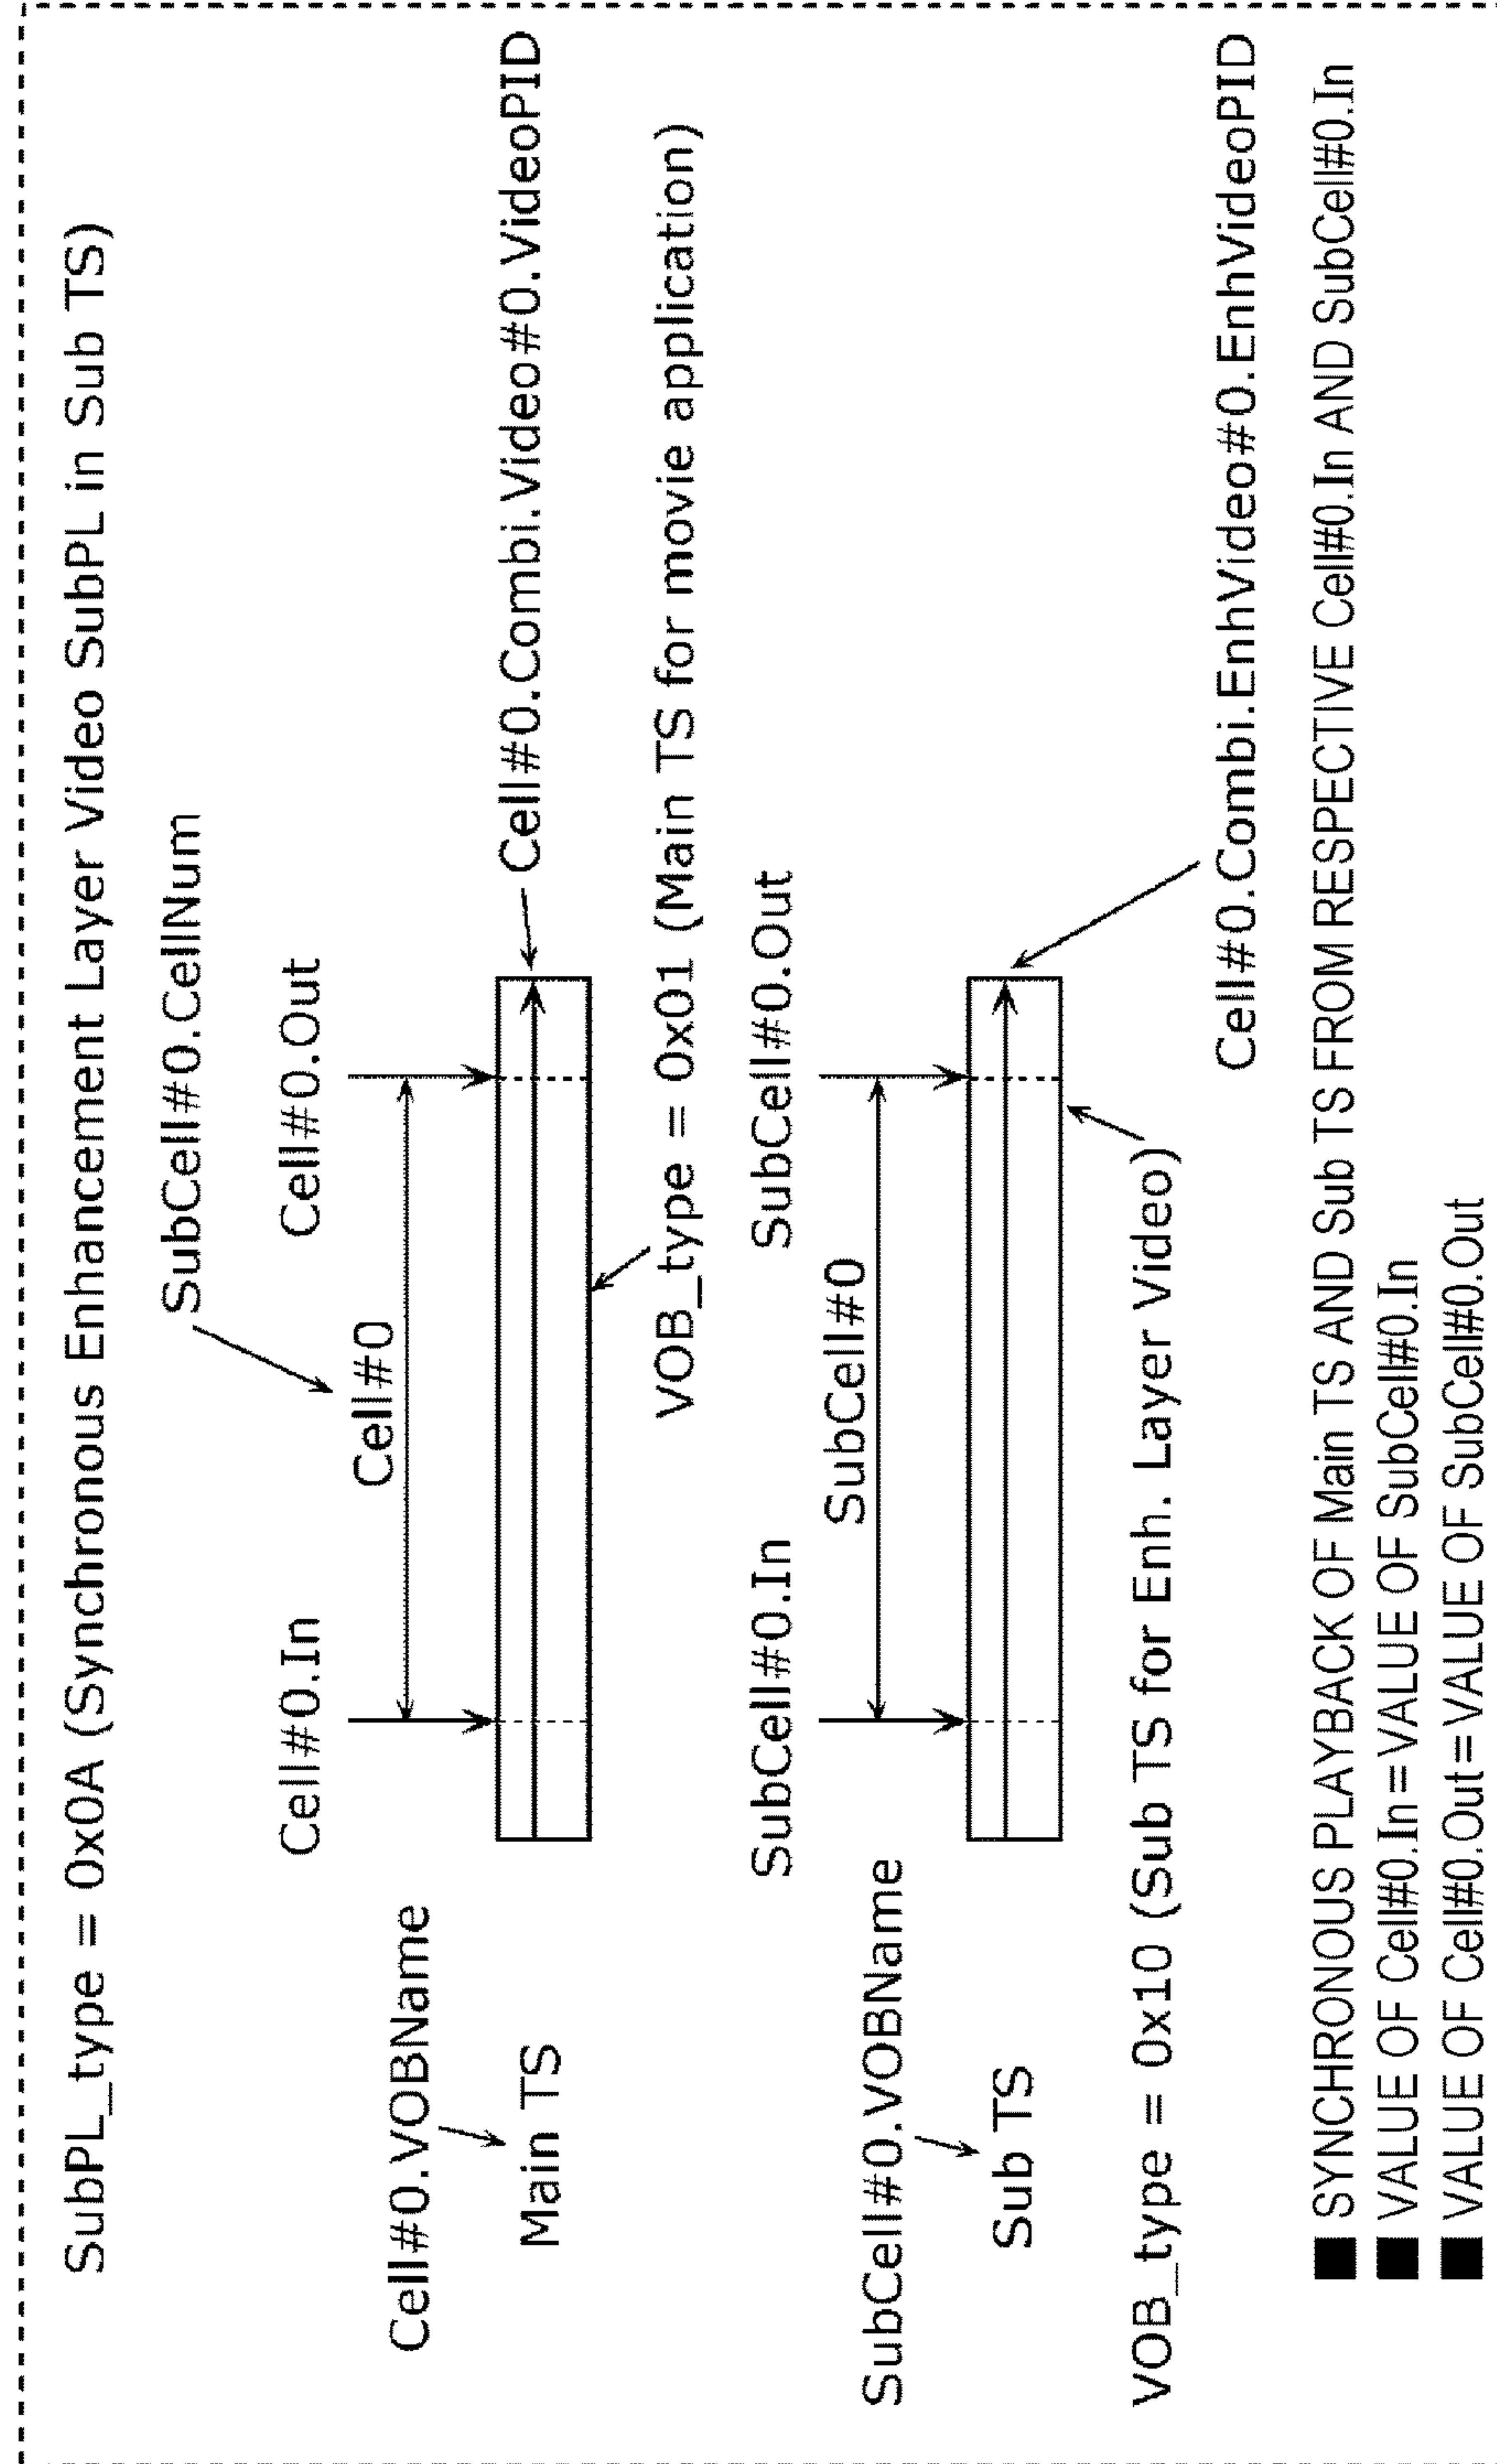 SubPL_type = 0x0A (Synchronous Enhancement Layer Video SubPL in Sub TS)
SubCell#0.CellNum
Cell#0.In
Cell#0.Out
Cell#0.VOBName
Cell#0
Main TS
Cell#0.Combi.Video#0.VideoPID
VOB_type = 0x01 (Main TS for movie application)
SubCell#0.In
SubCell#0.Out
SubCell#0.VOBName
SubCell#0
Sub TS
VOB_type = 0x10 (Sub TS for Enh. Layer Video)
Cell#0.Combi.EnhVideo#0.EnhVideoPID
■ SYNCHRONOUS PLAYBACK OF Main TS AND Sub TS FROM RESPECTIVE Cell#0.In AND SubCell#0.In
■ VALUE OF Cell#0.In=VALUE OF SubCell#0.In
■ VALUE OF Cell#0.Out=VALUE OF SubCell#0.Out